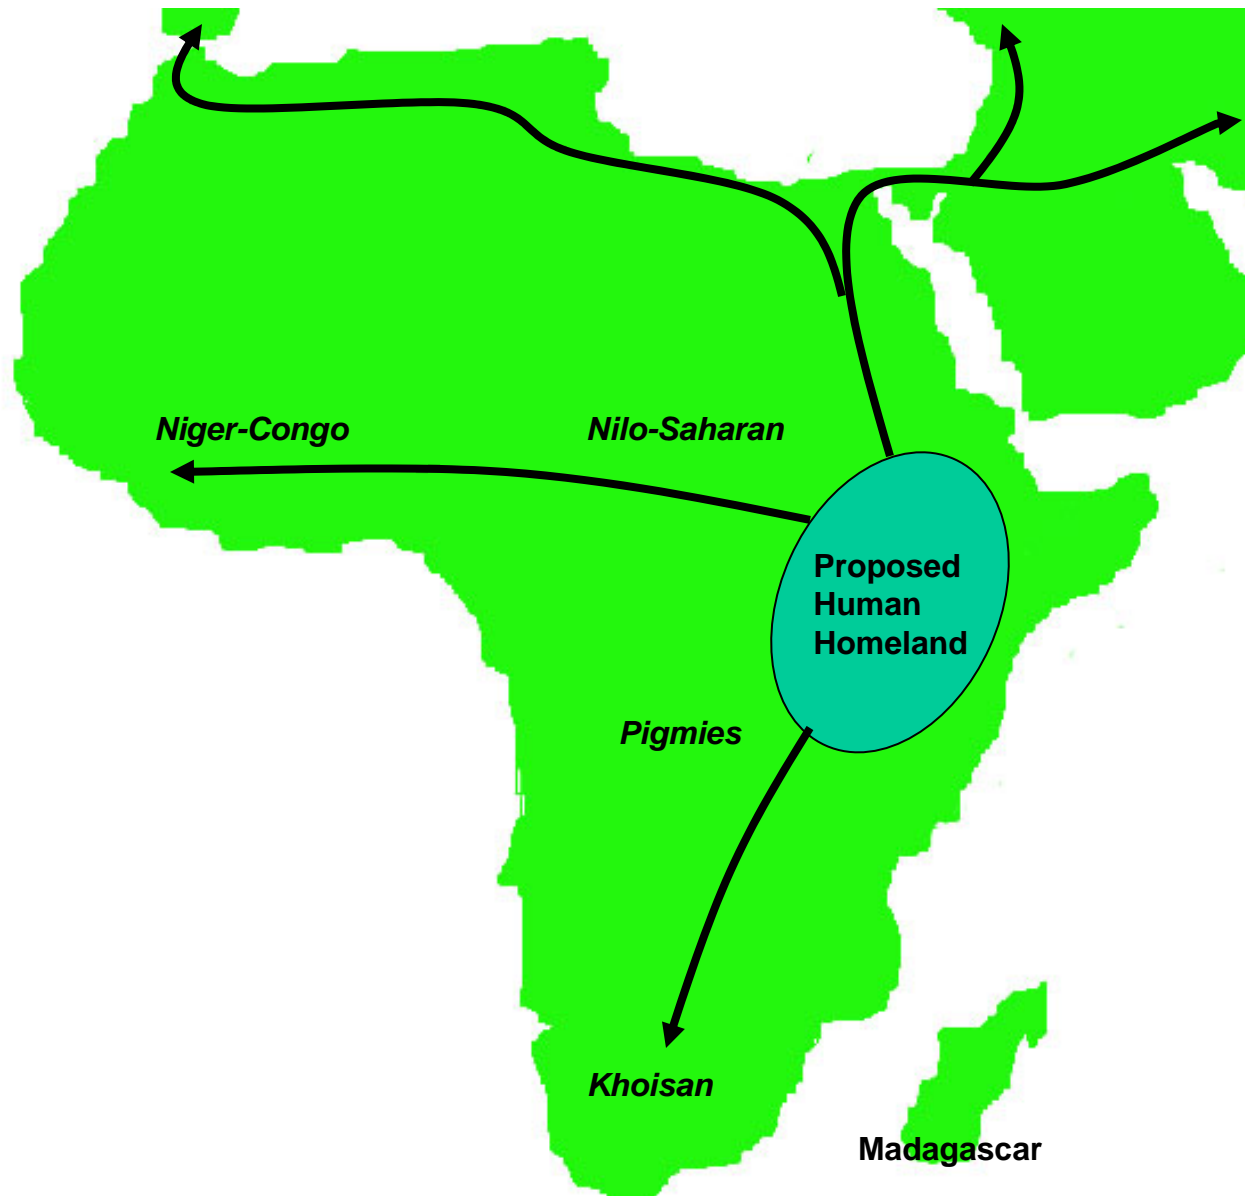 Niger-Congo
Nilo-Saharan
Proposed
Human
Homeland
Pigmies
Khoisan
Madagascar